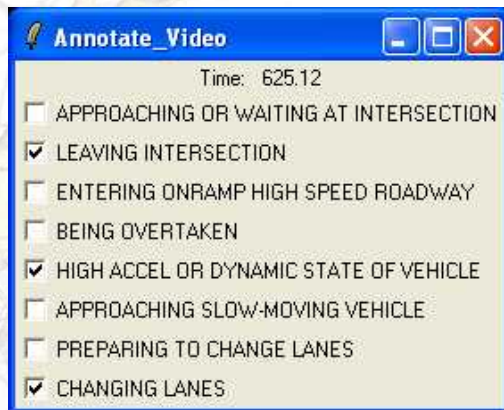 Annotate_Video
Time: 625.12
APPROACHING OR WAITING AT INTERSECTION
LEAVING INTERSECTION
ENTERING ONRAMP HIGH SPEED ROADWAY
BEING OVERTAKEN
HIGH ACCEL OR DYNAMIC STATE OF VEHICLE
APPROACHING SLOW-MOVING VEHICLE
PREPARING TO CHANGE LANES
CHANGING LANES